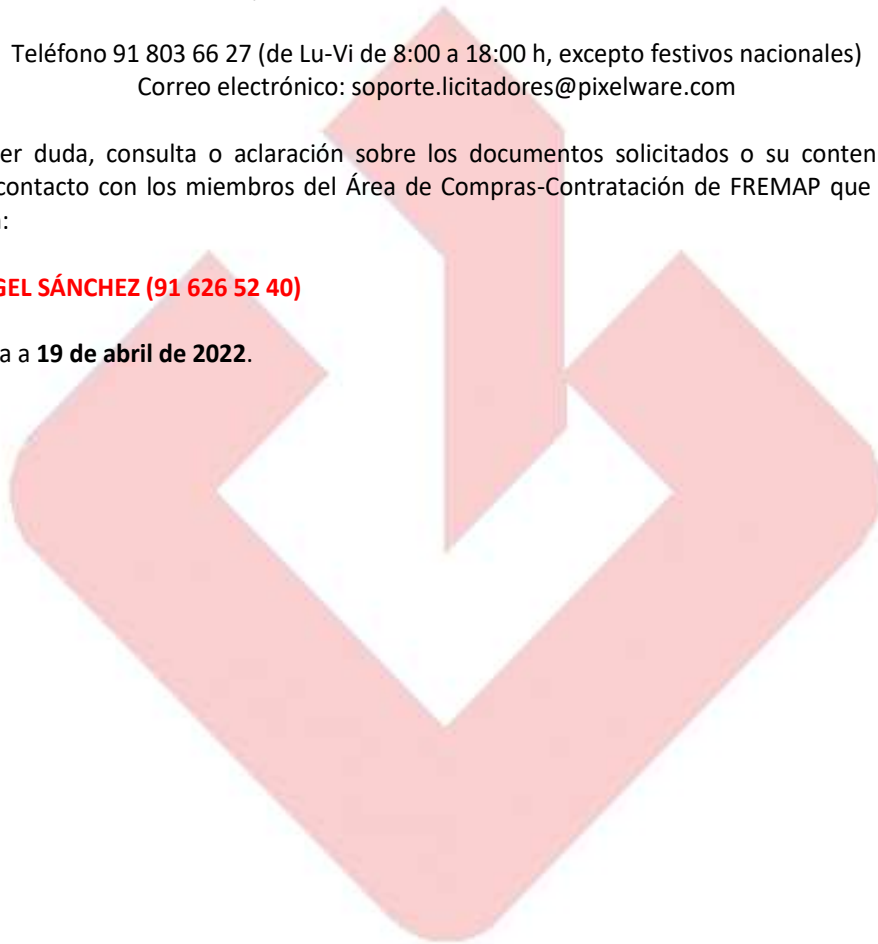 Teléfono 91 803 66 27 (de Lu-Vi de 8:00 a 18:00 h, excepto festivos nacionales)
Correo electrónico: soporte.licitadores@pixelware.com
er duda, consulta o aclaración sobre los documentos solicitados o su conten
contacto con los miembros del Área de Compras-Contratación de FREMAP que
:
GEL SÁNCHEZ (91 626 52 40)
a a 19 de abril de 2022.